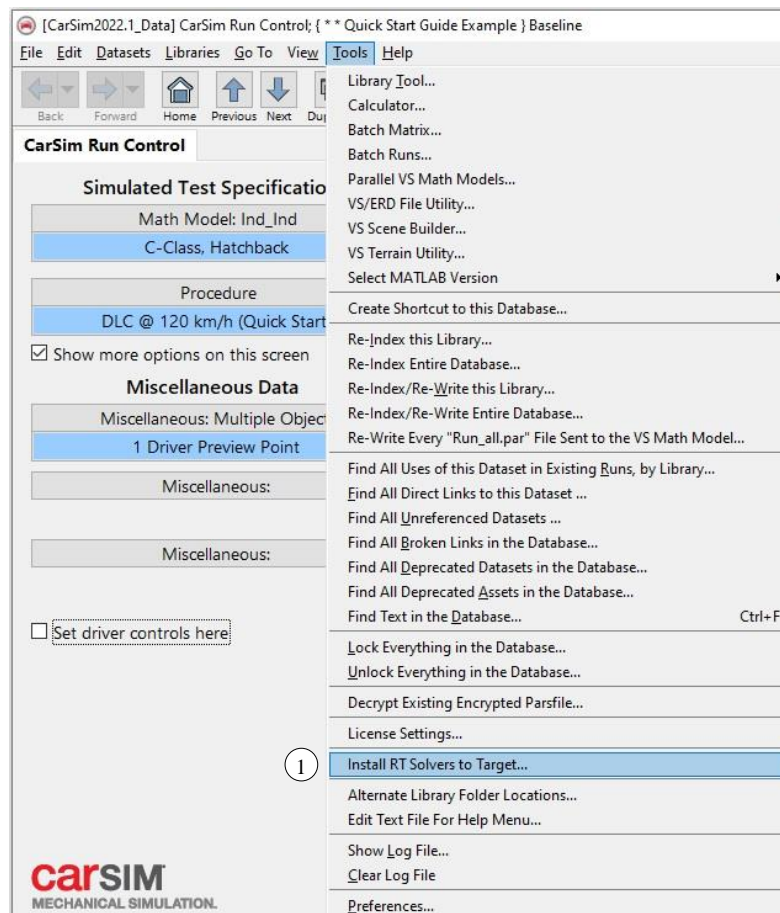 [CarSim2022.1_Data] CarSim Run Control; { * * Quick Start Guide Example } Baseline
File Edit Datasets Libraries Go To View Tools Help
Back Forward Home Previous Next
CarSim Run Control
Simulated Test
Math Model: Ind_Ind
C-Class, Hatchback
Procedure
DLC @ 120 km/h (Quick Start
Show more options on this screen
Miscellaneous Data
Miscellaneous: Multiple
1 Driver Preview Point
Miscellaneous:
Miscellaneous:
Set driver controls here
carSIM
MECHANICAL SIMULATION.
Library Tool...
Calculator...
Batch Matrix...
Batch Runs...
Parallel VS Math Models...
VS/ERD File Utility...
VS Scene Builder...
VS Terrain Utility...
Select MATLAB Version
Create Shortcut to this Database...
Re-Index this Library...
Re-Index Entire Database...
Re-Index/Re-Write this Library...
Re-Index/Re-Write Entire Database...
Re-Write Every "Run_all.par" File Sent to the VS Math Model...
Find All Uses of this Dataset in Existing Runs, by Library...
Find All Direct Links to this Dataset ...
Find All Unreferenced Datasets ...
Find All Broken Links in the Database...
Find All Deprecated Datasets in the Database...
Find All Deprecated Assets in the Database...
Find Text in the Database... Ctrl+F
Lock Everything in the Database...
Unlock Everything in the Database...
Decrypt Existing Encrypted Parsfile...
License Settings...
1 Install RT Solvers to Target...
Alternate Library Folder Locations...
Edit Text File For Help Menu...
Show Log File...
Clear Log File
Preferences...